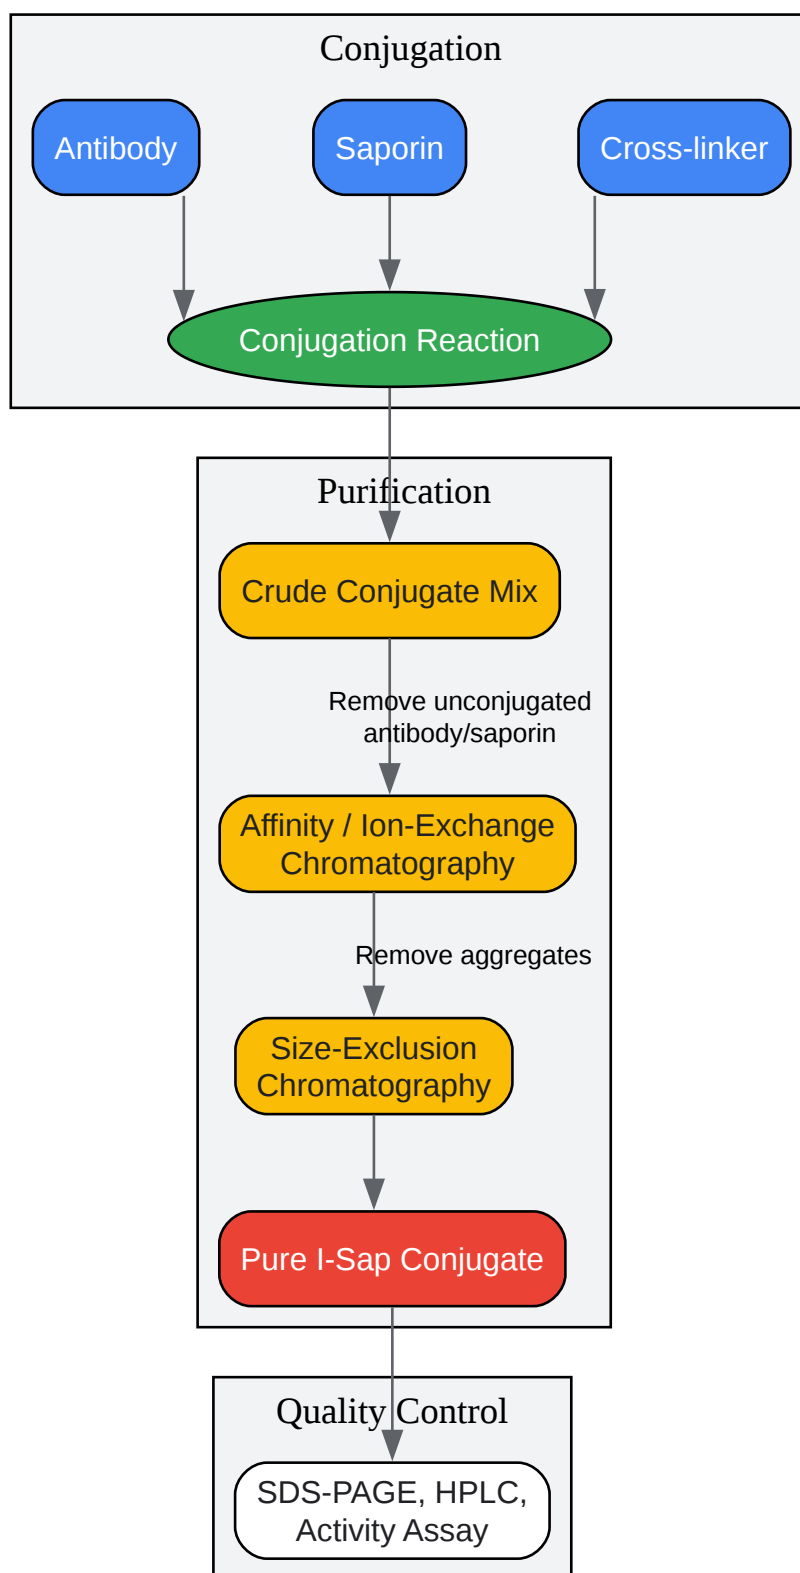 Conjugation
Antibody
Saporin
Cross-linker
Conjugation Reaction
Purification
Crude Conjugate Mix
Remove unconjugated
antibody/saporin
Affinity / Ion-Exchange
Chromatography
Remove aggregates
Size-Exclusion
Chromatography
Pure I-Sap Conjugate
Quality Control
SDS-PAGE, HPLC,
Activity Assay